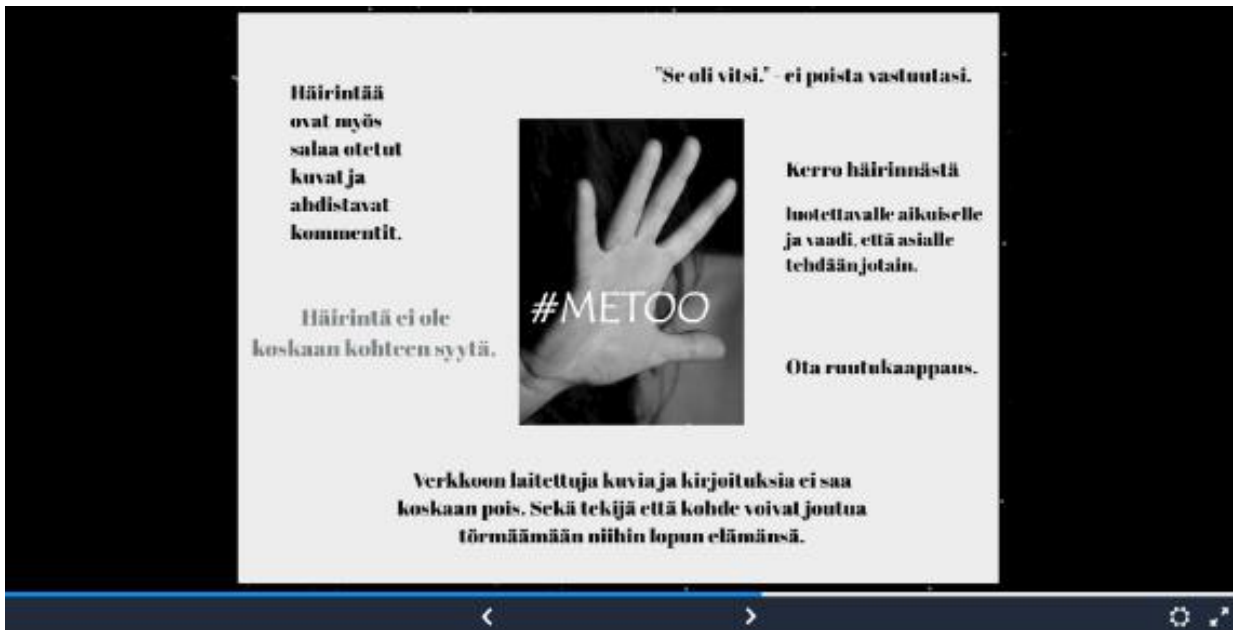 Häirintää
ovat myös
salaa otetut
kuvat ja
ahdistavat
kommentit.
Häirintä ei ole
koskaan kohteen syytä.
"Se oli vitsi." - ei poista vastuutasi.
#METOO
Kerro häirinnästä
luotettavalle aikuiselle
ja vaadi, että asialle
tehdään jotain.
Ota ruutukaappaus.
Verkkoon laitettuja kuvia ja kirjoituksia ei saa
koskaan pois. Sekä tekijä että kohde voivat joutua
törmäämään niihin lopun elämänsä.